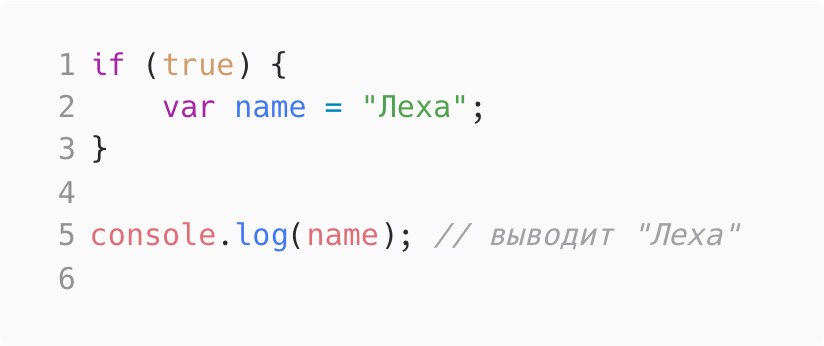 1 if (true) {
2     var name = "Леха";
3 }
4
5 console.log(name); // выводит "Леха"
6